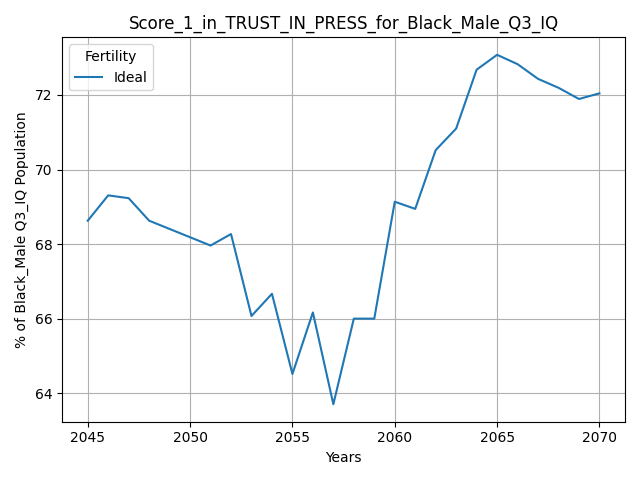 Score_1_in_TRUST_IN_PRESS_for_Black_Male_Q3_IQ
Fertility
Ideal
% of Black_Male Q3_IQ Population
72
70
68
66
64
2045
2050
2055
2060
2065
2070
Years